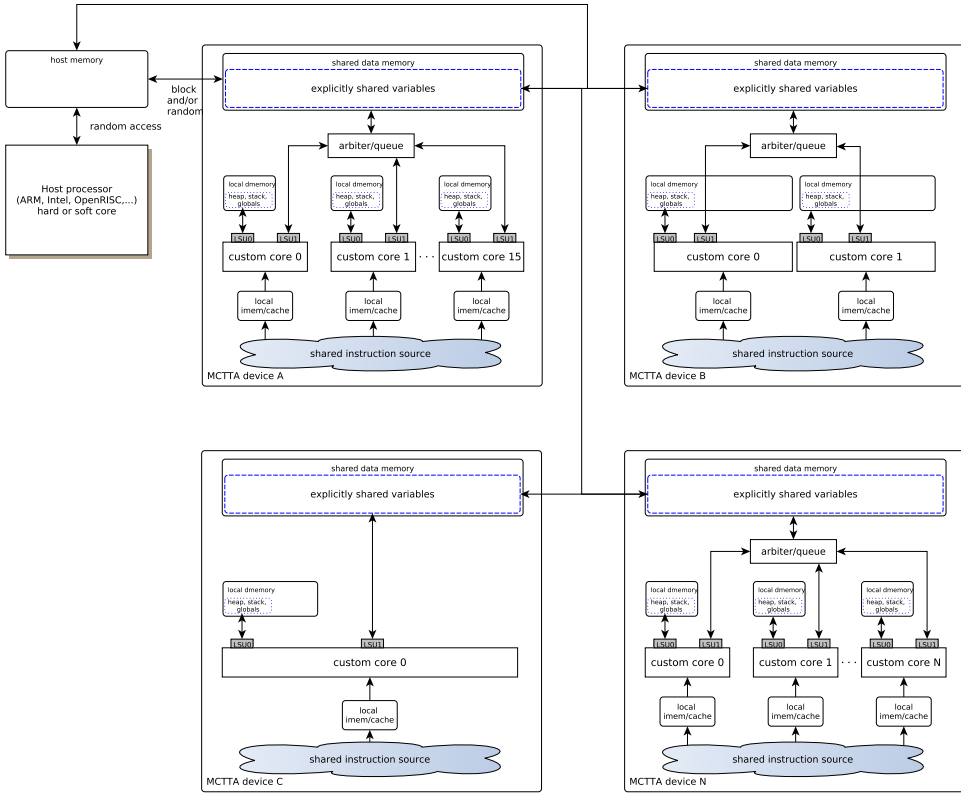 host memory
block
and/or
random
random access
Host processor
(ARM, Intel, OpenRISC,...)
hard or soft core
shared data memory
explicitly shared variables
arbiter/queue
local dmemory
heap, stack,
globals
local dmemory
heap, stack,
globals
local dmemory
heap, stack,
globals
LSU0
LSU1
LSU0
LSU1
LSU0
LSU1
custom core 0
custom core 1
. . .
custom core 15
local
imem/cache
local
imem/cache
local
imem/cache
shared instruction source
MCTTA device A
shared data memory
explicitly shared variables
arbiter/queue
local dmemory
heap, stack,
globals
local dmemory
heap, stack,
globals
LSU0
LSU1
LSU0
LSU1
custom core 0
custom core 1
local
imem/cache
local
imem/cache
shared instruction source
MCTTA device B
shared data memory
explicitly shared variables
local dmemory
heap, stack,
globals
LSU0
LSU1
custom core 0
local
imem/cache
shared instruction source
MCTTA device C
shared data memory
explicitly shared variables
arbiter/queue
local dmemory
heap, stack,
globals
local dmemory
heap, stack,
globals
local dmemory
heap, stack,
globals
LSU0
LSU1
LSU0
LSU1
LSU0
LSU1
custom core 0
custom core 1
. . .
custom core N
local
imem/cache
local
imem/cache
local
imem/cache
shared instruction source
MCTTA device N